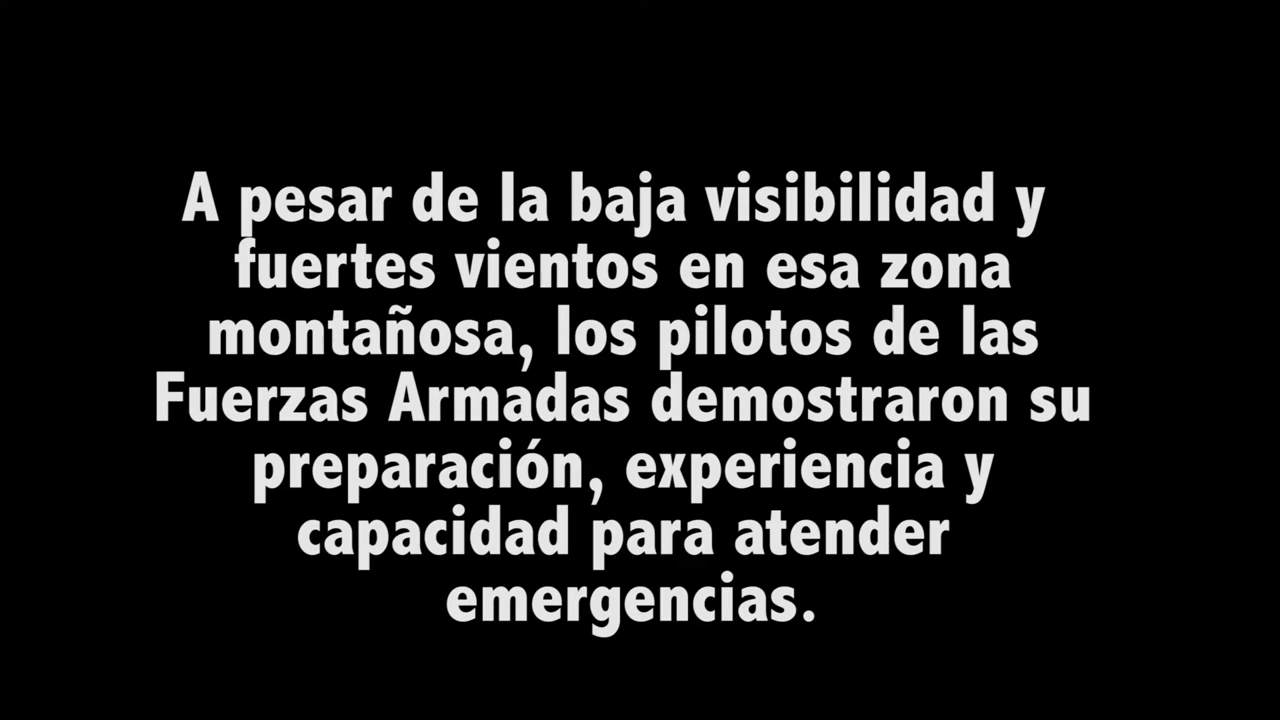 A pesar de la baja visibilidad y
fuertes vientos en esa zona
montañosa, los pilotos de las
Fuerzas Armadas demostraron su
preparación, experiencia y
capacidad para atender
emergencias.